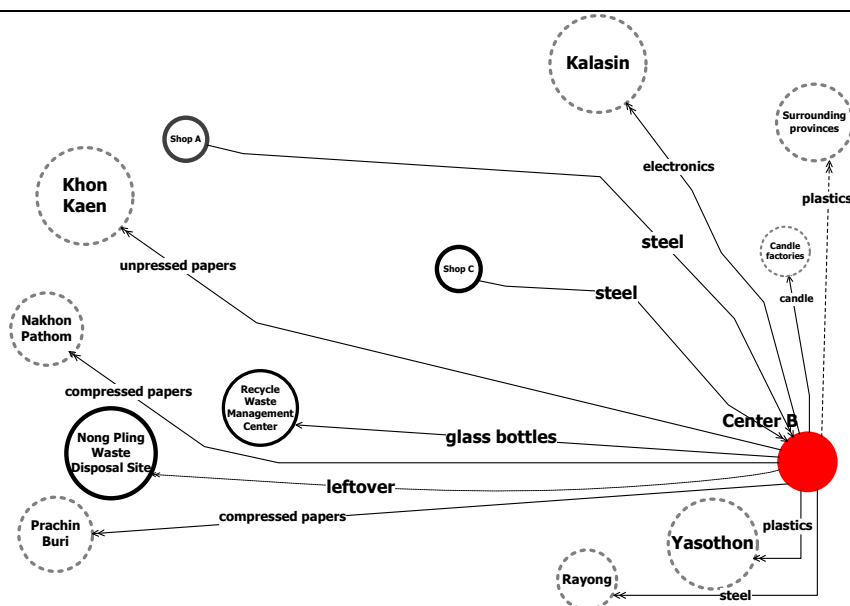 Kalasin
Surrounding
provinces
Shop A
electronics
Khon
Kaen
plastics
steel
Candle
factories
unpressed papers
Shop C
steel
candle
Nakhon
Pathom
compressed papers
Recycle
Waste
Management
Center
Center B
glass bottles
Nong Pling
Waste
Disposal Site
leftover
compressed papers
Prachin
Buri
plastics
Yasothon
Rayong
steel